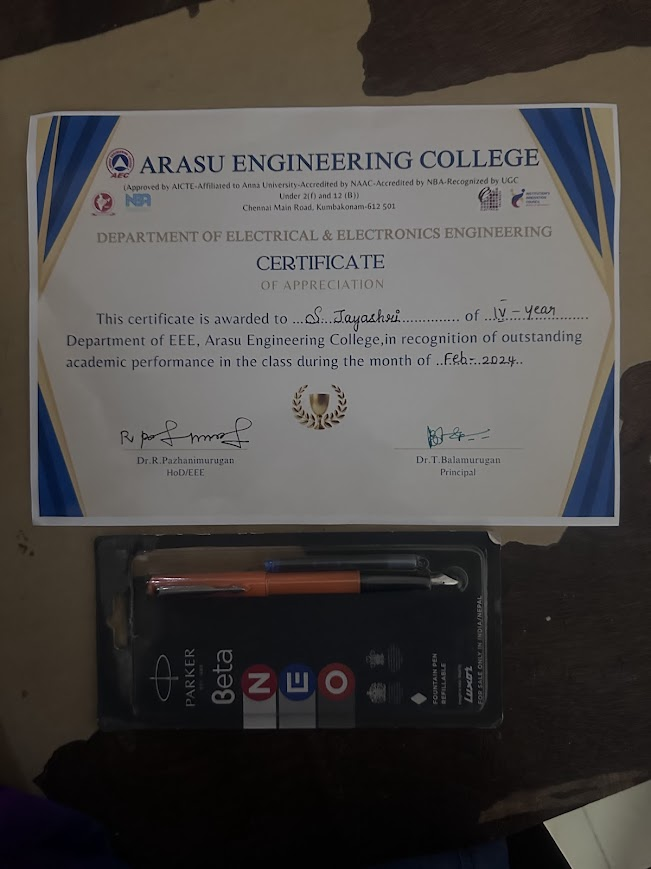 AEC
ARASU ENGINEERING COLLEGE
(Approved by AICTE-Affiliated to Anna University-Accredited by NAAC-Accredited by NBA-Recognized by UGC
Under 2(f) and 12 (B))
NBA
Chennai Main Road, Kumbakonam-612 501
DEPARTMENT OF ELECTRICAL & ELECTRONICS ENGINEERING
CERTIFICATE
OF APPRECIATION
This certificate is awarded to ...S. Jayashri.............. of ...IV - year........
Department of EEE, Arasu Engineering College,in recognition of outstanding
academic performance in the class during the month of ..Feb-..2024..
Dr.R.Pazhanimurugan
HoD/EEE
Dr.T.Balamurugan
Principal
PARKER
Beta
NEO
FOUNTAIN PEN
REFILLABLE
Luxor
FOR SALE ONLY IN INDIA/NEPAL